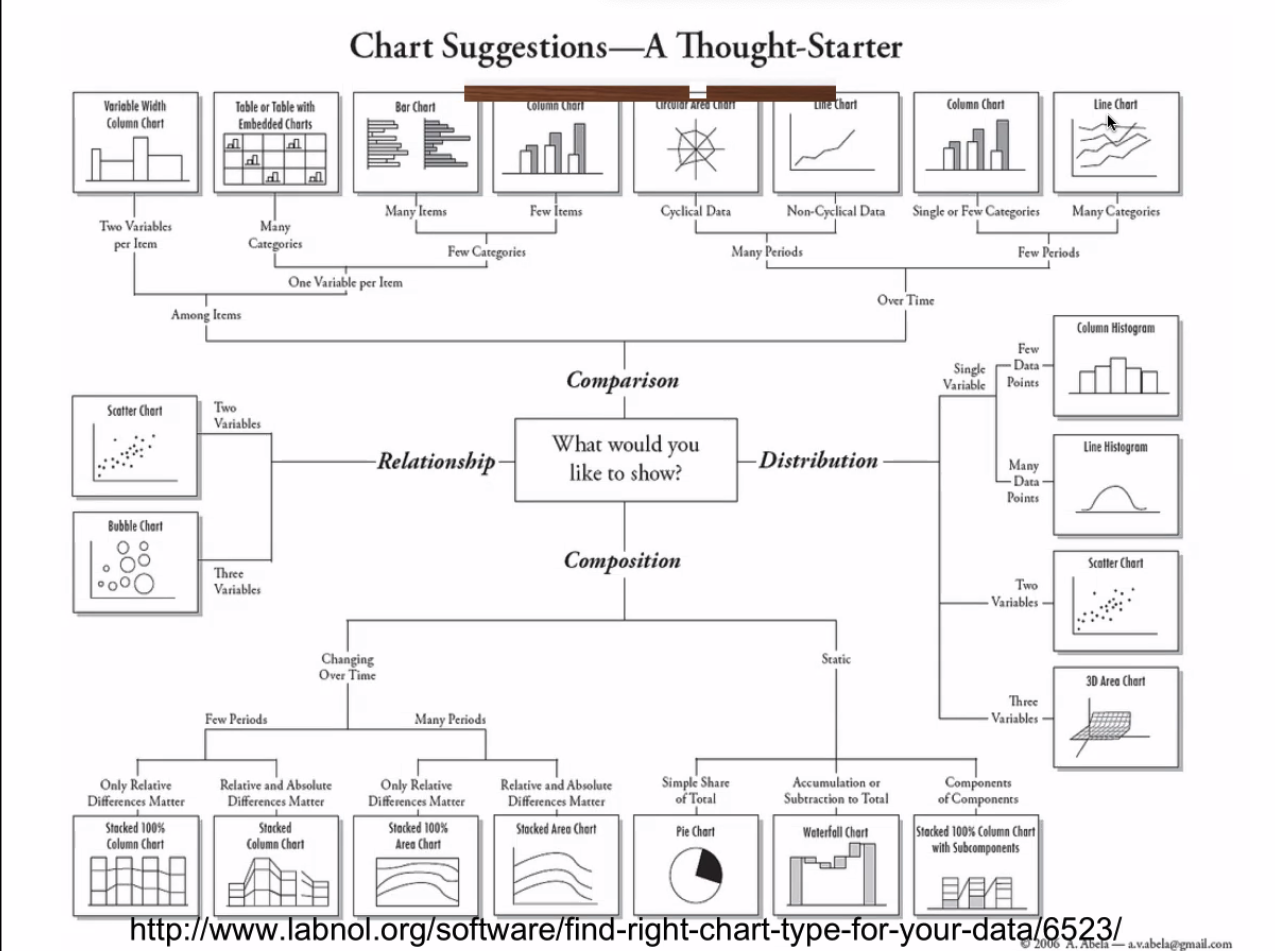 Chart Suggestions—A Thought-Starter
Variable Width
Column Chart
Table or Table with
Embedded Charts
Bar Chart
Column Chart
Circular Area Chart
Line Chart
Column Chart
Line Chart
Two Variables
per Item
Many
Categories
Many Items
Few Items
Cyclical Data
Non-Cyclical Data
Single or Few Categories
Many Categories
Few Categories
Many Periods
Few Periods
One Variable per Item
Over Time
Among Items
Comparison
What would you
like to show?
Relationship
Two
Variables
Scatter Chart
Bubble Chart
Three
Variables
Distribution
Single
Variable
Few
Data
Points
Column Histogram
Many
Data
Points
Line Histogram
Two
Variables
Scatter Chart
Three
Variables
3D Area Chart
Composition
Changing
Over Time
Static
Few Periods
Many Periods
Only Relative
Differences Matter
Relative and Absolute
Differences Matter
Only Relative
Differences Matter
Relative and Absolute
Differences Matter
Simple Share
of Total
Accumulation or
Subtraction to Total
Components
of Components
Stacked 100%
Column Chart
Stacked
Column Chart
Stacked 100%
Area Chart
Stacked Area Chart
Pie Chart
Waterfall Chart
Stacked 100% Column Chart
with Subcomponents
http://www.labnol.org/software/find-right-chart-type-for-your-data/6523/
© 2006 A. Abela — a.v.abela@gmail.com